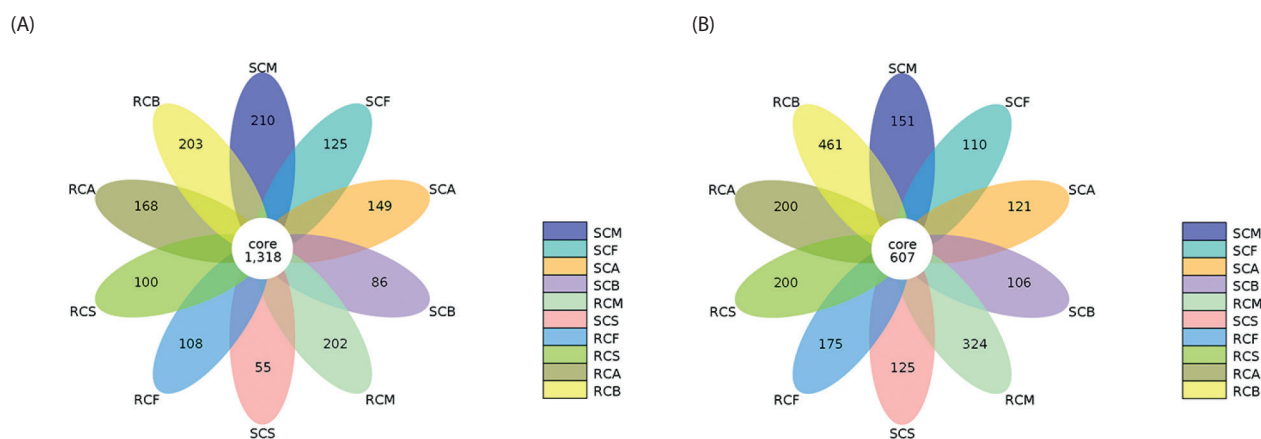 (A)
SCM
RCB
SCF
210
203
125
RCA
SCA
168
149
core
1,318
100
86
RCS
SCB
108
202
55
RCF
RCM
SCS
SCM
SCF
SCA
SCB
RCM
SCS
RCF
RCS
RCA
RCB
(B)
SCM
RCB
SCF
151
461
110
RCA
SCA
200
121
core
607
200
106
RCS
SCB
175
324
125
RCF
RCM
SCS
SCM
SCF
SCA
SCB
RCM
SCS
RCF
RCS
RCA
RCB